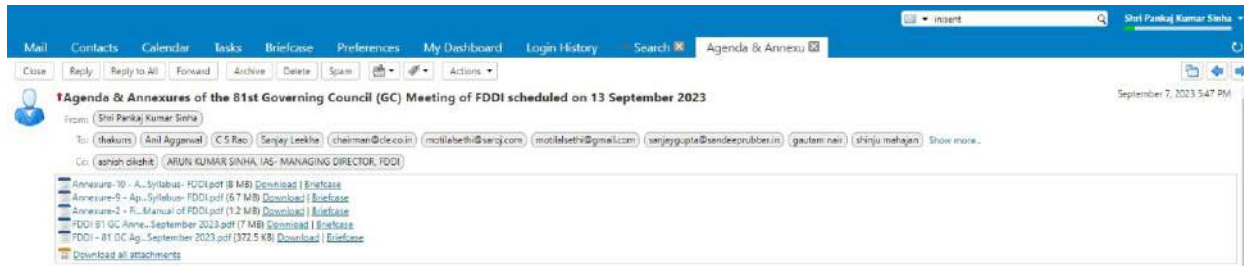 insent
Shri Pankaj Kumar Sinha
Mail Contacts Calendar Tasks Briefcase Preferences My Dashboard Login History Search Agenda & Annexu
Close Reply Reply to All Forward Archive Delete Spam Actions
Agenda & Annexures of the 81st Governing Council (GC) Meeting of FDDI scheduled on 13 September 2023
September 7, 2023 5:47 PM
From: Shri Pankaj Kumar Sinha
To: thakurs Anil Aggarwal C S Rao Sanjay Leekha chairman@cle.co.in motilalsethi@saroj.com motilalsethi@gmail.com sanjaygupta@sandeeprubber.in gautam nair shinju mahajan Show more...
Cc: ashish dikshit ARUN KUMAR SINHA, IAS- MANAGING DIRECTOR, FDDI
Annexure-10 - A...Syllabus- FDDI.pdf (8 MB) Download | Briefcase
Annexure-9 - Ap...Syllabus- FDDI.pdf (6.7 MB) Download | Briefcase
Annexure-2 - Fi...Manual of FDDI.pdf (1.2 MB) Download | Briefcase
FDDI 81 GC Anne...September 2023.pdf (7 MB) Download | Briefcase
FDDI - 81 GC Ag...September 2023.pdf (372.5 KB) Download | Briefcase
Download all attachments